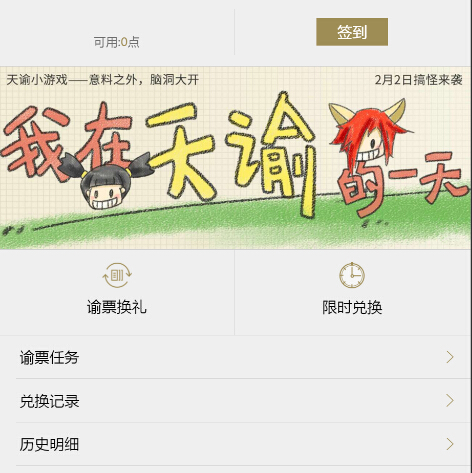 签到
可用:0点
天谕小游戏——意料之外，脑洞大开
2月2日搞怪来袭
我在天谕的一天
谕票换礼
限时兑换
谕票任务
兑换记录
历史明细